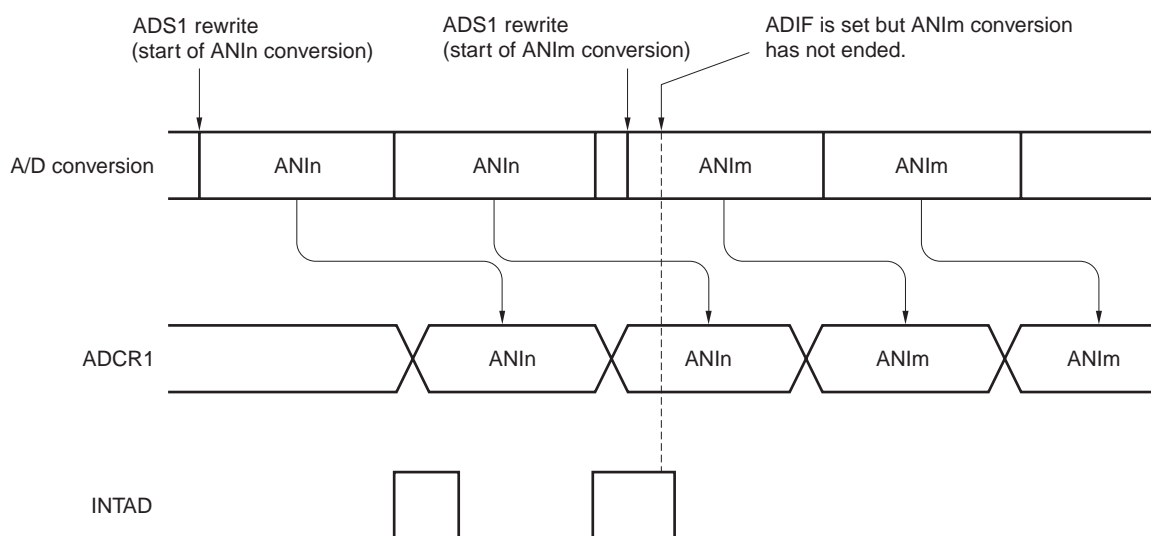 ADS1 rewrite
(start of ANIn conversion)
ADS1 rewrite
(start of ANIm conversion)
ADIF is set but ANIm conversion
has not ended.
A/D conversion
ANIn
ANIn
ANIm
ANIm
ADCR1
ANIn
ANIn
ANIm
ANIm
INTAD